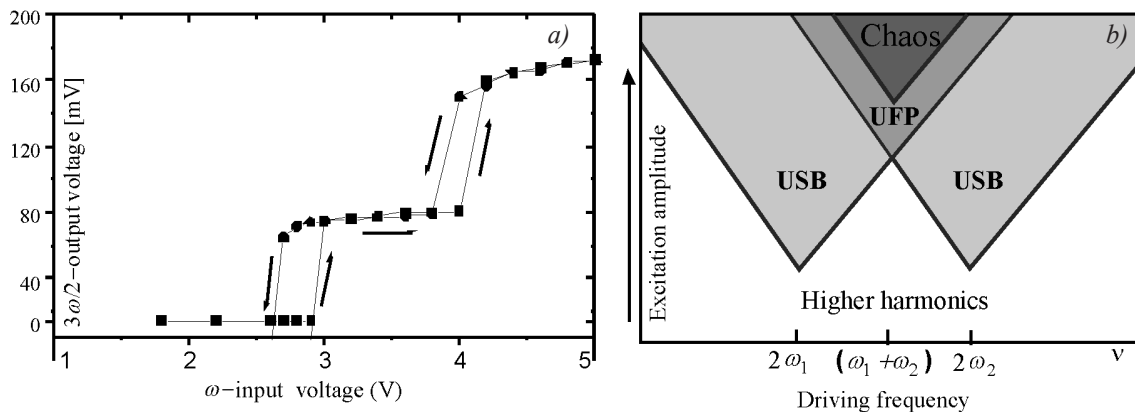 a)
200
160
120
80
40
20
0
3ω/2–output voltage [mV]
1
2
3
4
5
ω–input voltage (V)
b)
Chaos
UFP
USB
USB
Higher harmonics
Excitation amplitude
2ω₁
(ω₁+ω₂)
2ω₂
ν
Driving frequency